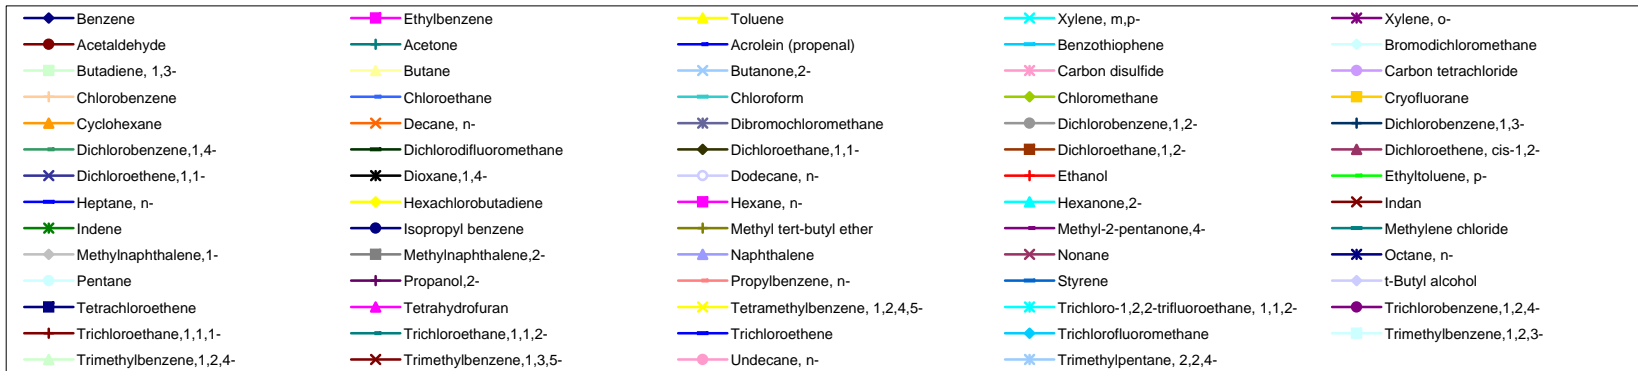 Benzene Ethylbenzene Toluene Xylene, m,p- Xylene, o-
Acetaldehyde Acetone Acrolein (propenal) Benzothiophene Bromodichloromethane
Butadiene, 1,3- Butane Butanone,2- Carbon disulfide Carbon tetrachloride
Chlorobenzene Chloroethane Chloroform Chloromethane Cryofluorane
Cyclohexane Decane, n- Dibromochloromethane Dichlorobenzene,1,2- Dichlorobenzene,1,3-
Dichlorobenzene,1,4- Dichlorodifluoromethane Dichloroethane,1,1- Dichloroethane,1,2- Dichloroethene, cis-1,2-
Dichloroethene,1,1- Dioxane,1,4- Dodecane, n- Ethanol Ethyltoluene, p-
Heptane, n- Hexachlorobutadiene Hexane, n- Hexanone,2- Indan
Indene Isopropyl benzene Methyl tert-butyl ether Methyl-2-pentanone,4- Methylene chloride
Methylnaphthalene,1- Methylnaphthalene,2- Naphthalene Nonane Octane, n-
Pentane Propanol,2- Propylbenzene, n- Styrene t-Butyl alcohol
Tetrachloroethene Tetrahydrofuran Tetramethylbenzene, 1,2,4,5- Trichloro-1,2,2-trifluoroethane, 1,1,2- Trichlorobenzene,1,2,4-
Trichloroethane,1,1,1- Trichloroethane,1,1,2- Trichloroethene Trichlorofluoromethane Trimethylbenzene,1,2,3-
Trimethylbenzene,1,2,4- Trimethylbenzene,1,3,5- Undecane, n- Trimethylpentane, 2,2,4-